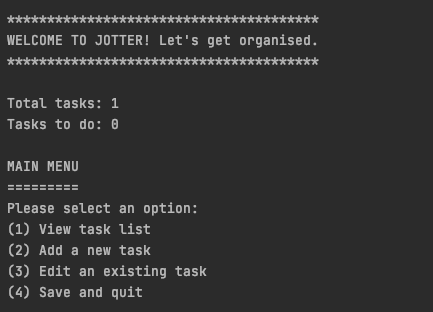 ***************************************
WELCOME TO JOTTER! Let's get organised.
***************************************
Total tasks: 1
Tasks to do: 0
MAIN MENU
=========
Please select an option:
(1) View task list
(2) Add a new task
(3) Edit an existing task
(4) Save and quit